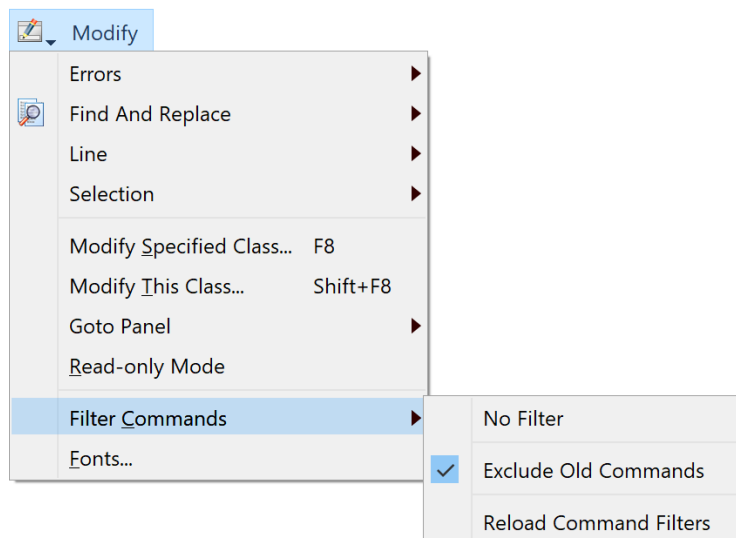 Modify
Errors
Find And Replace
Line
Selection
Modify Specified Class... F8
Modify This Class... Shift+F8
Goto Panel
Read-only Mode
Filter Commands
No Filter
Fonts...
Exclude Old Commands
Reload Command Filters